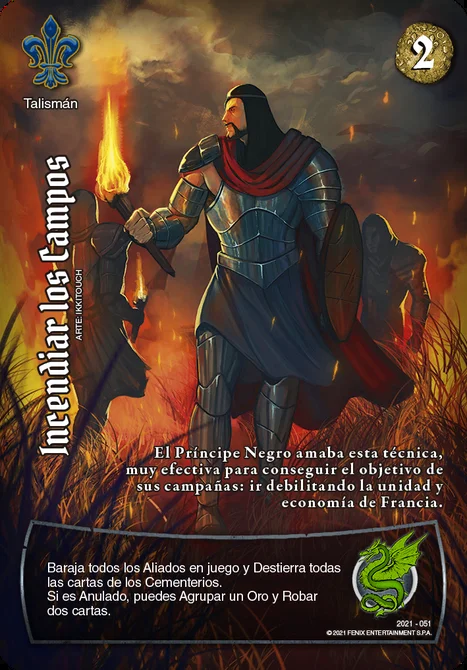 2
Talismán
Incendiar los Campos
ARTE: IKKITOUCH
El Príncipe Negro amaba esta técnica,
muy efectiva para conseguir el objetivo de
sus campañas: ir debilitando la unidad y
economía de Francia.
Baraja todos los Aliados en juego y Destierra todas
las cartas de los Cementerios.
Si es Anulado, puedes Agrupar un Oro y Robar
dos cartas.
2021 - 051
© 2021 FENIX ENTERTAINMENT S.P.A.